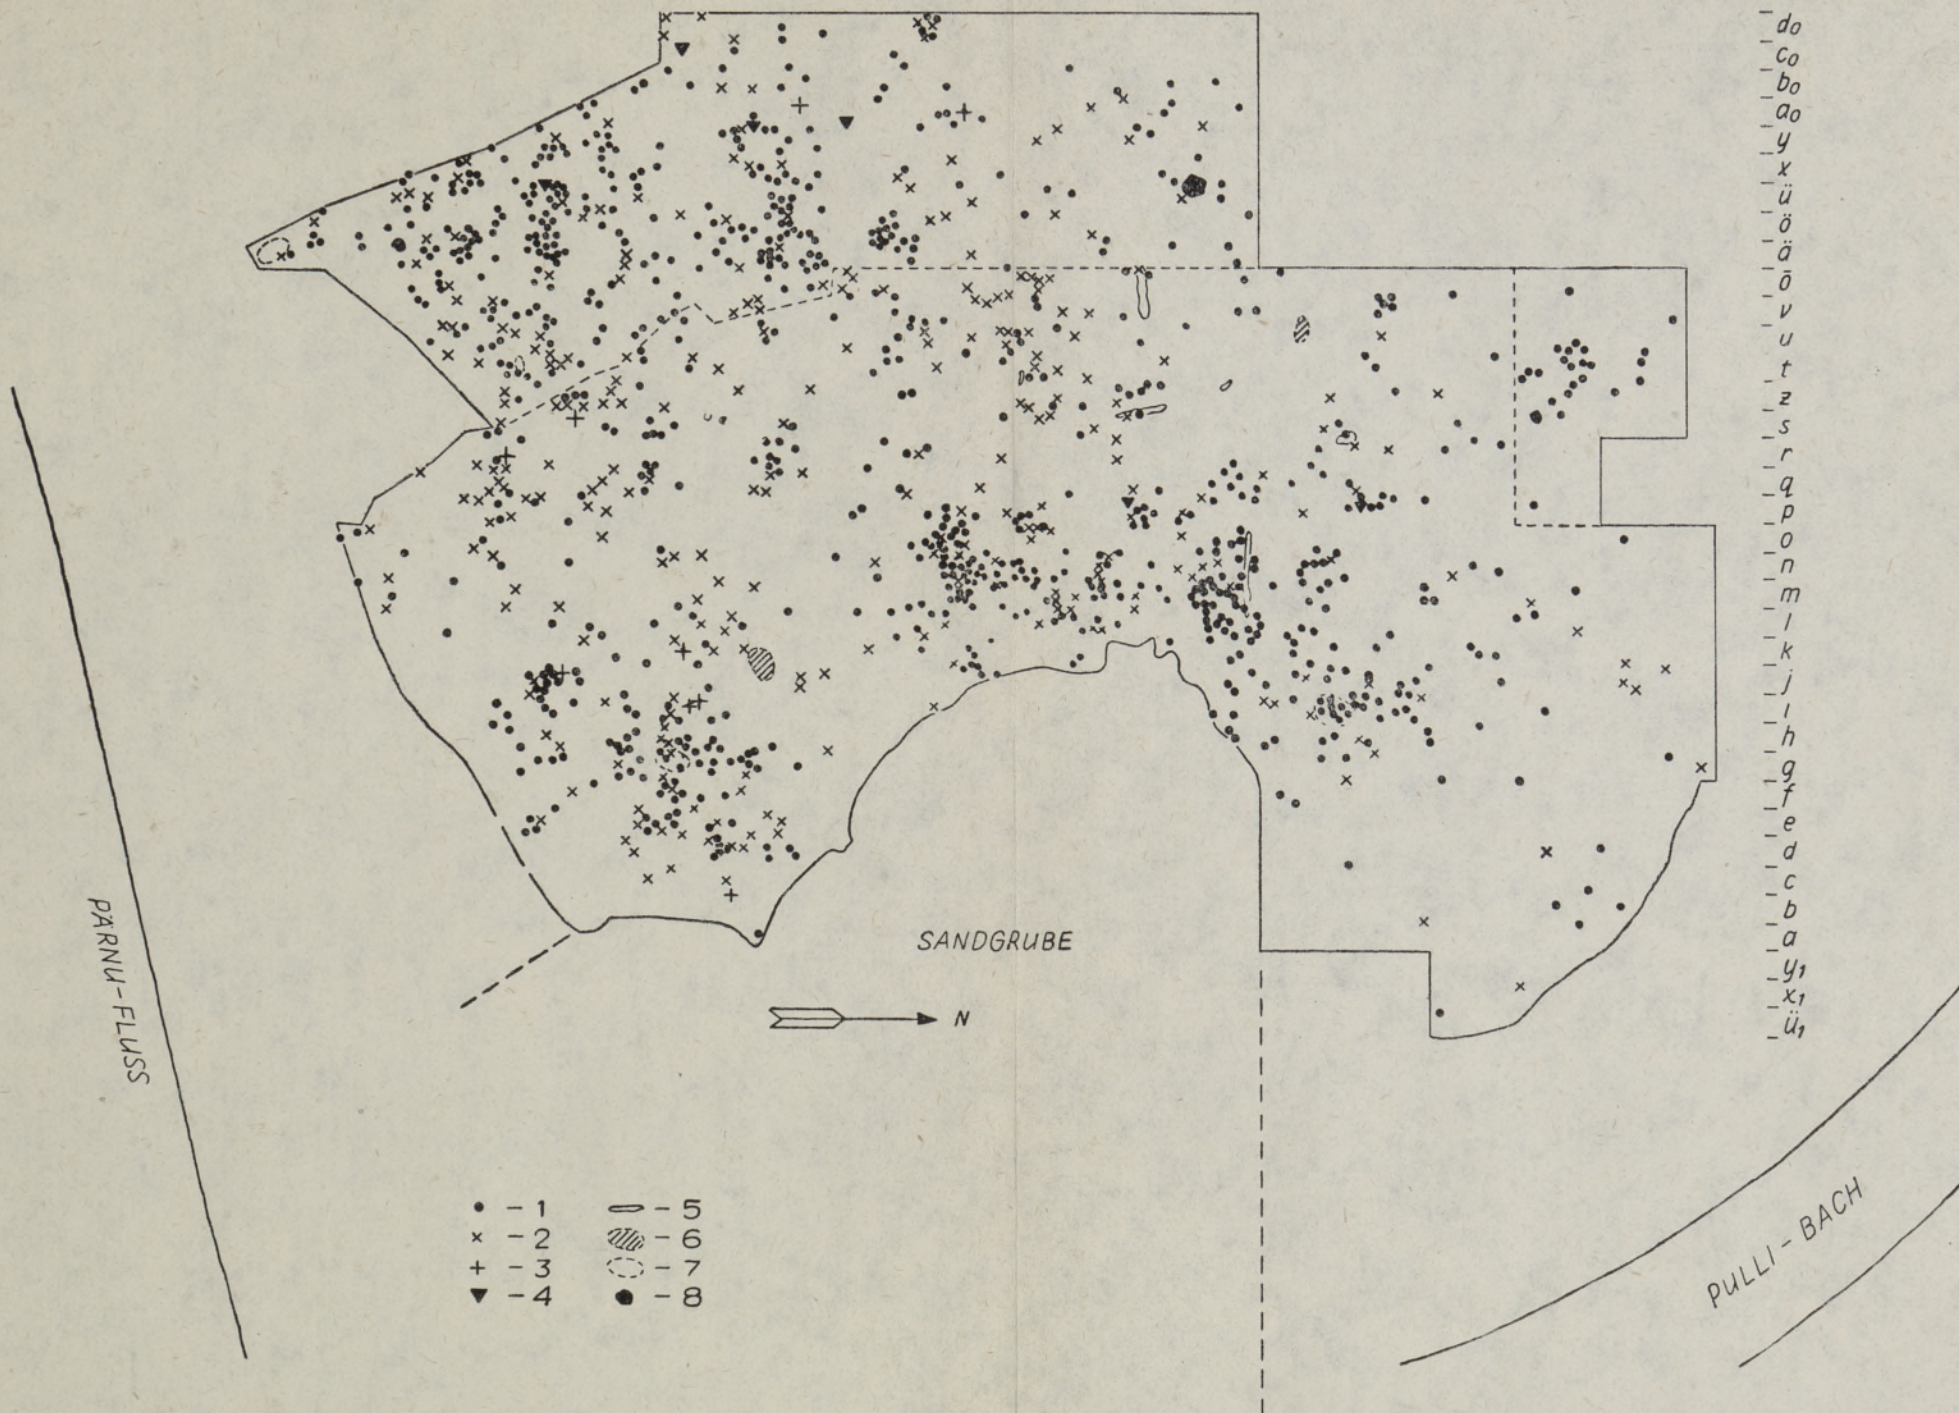 d₀
c₀
b₀
a₀
y
x
ü
ö
ä
õ
v
u
t
z
s
r
q
p
o
n
m
l
k
j
i
h
g
f
e
d
c
b
a
y₁
x₁
ü₁
PÄRNU-FLUSS
SANDGRUBE
N
PULLI-BACH
- 1 - 5
- 2 - 6
- 3 - 7
- 4 - 8